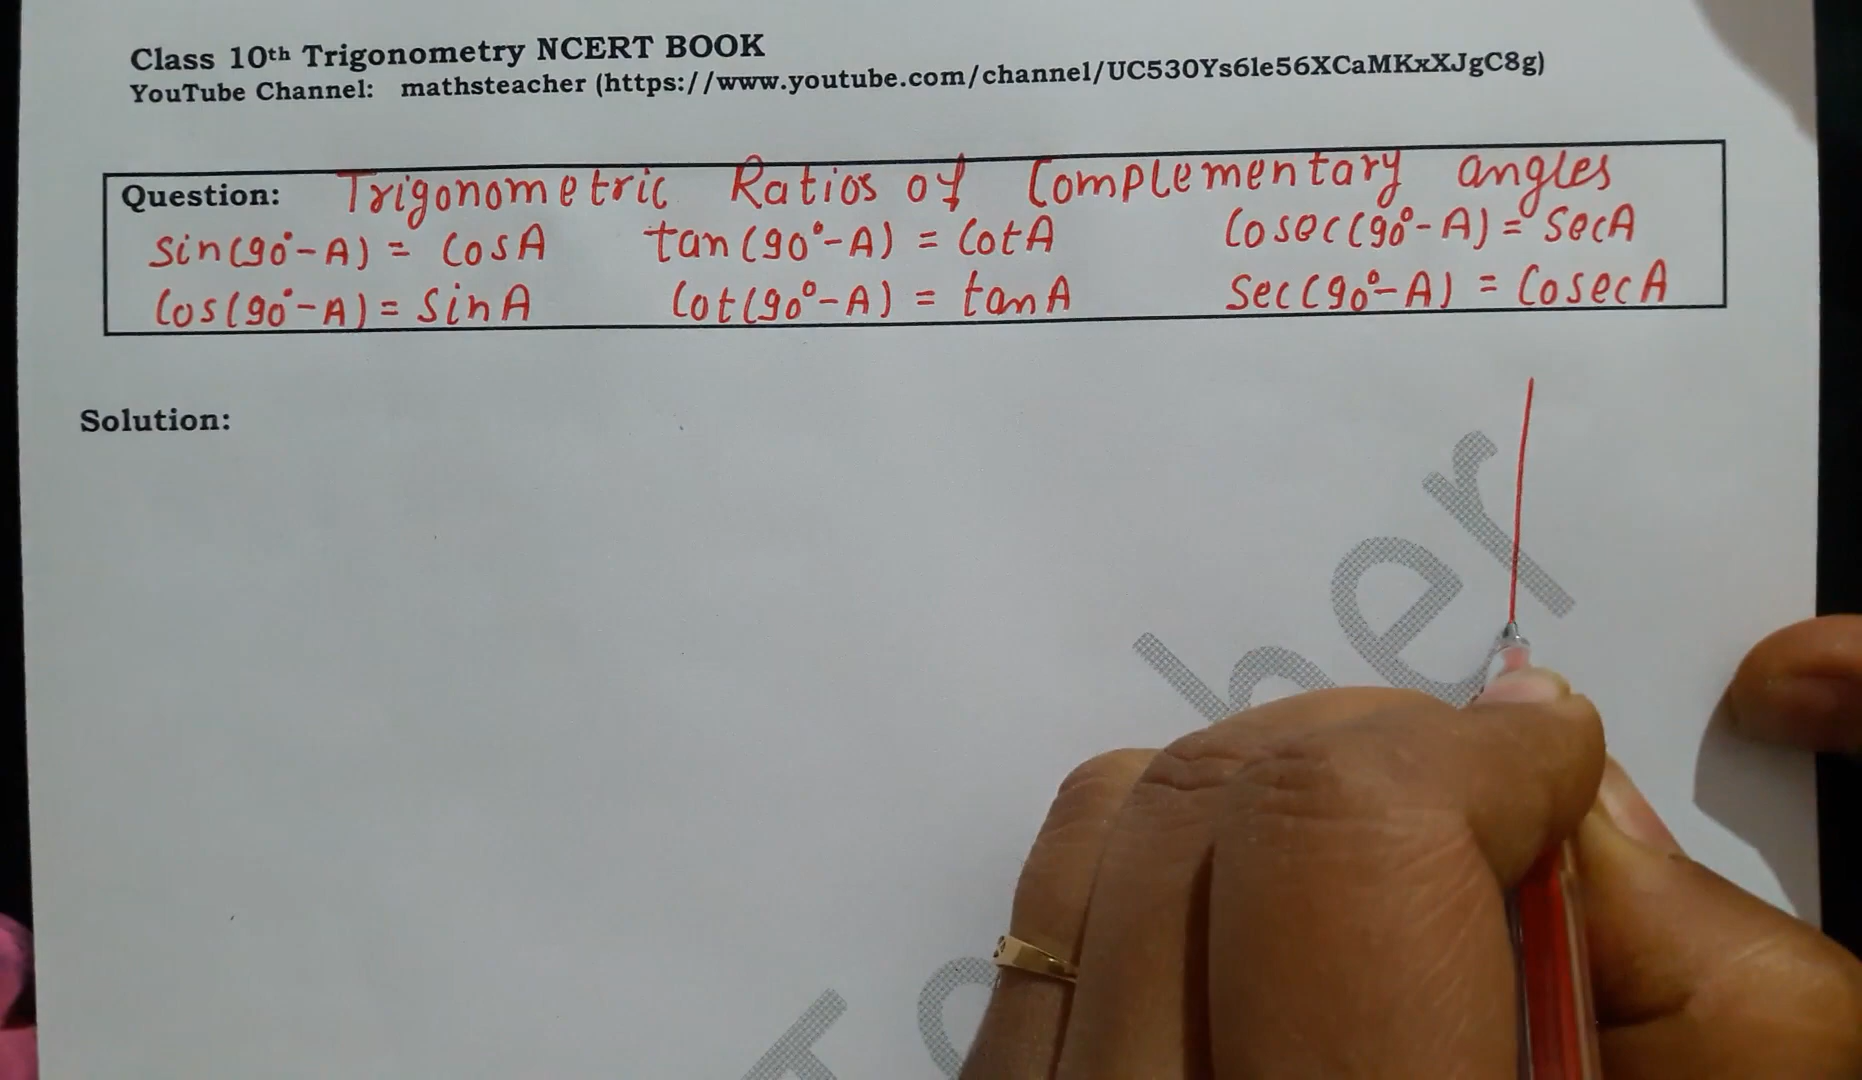 Class 10th Trigonometry NCERT BOOK
YouTube Channel: mathsteacher (https://www.youtube.com/channel/UC530Ys6le56XCaMKxXJgC8g)
Question: Trigonometric Ratios of Complementary angles
sin(90°-A) = CosA tan(90°-A) = CotA Cosec(90°-A) = SecA
Cos(90°-A) = SinA Cot(90°-A) = tanA Sec(90°-A) = CosecA
Solution:
her
Te